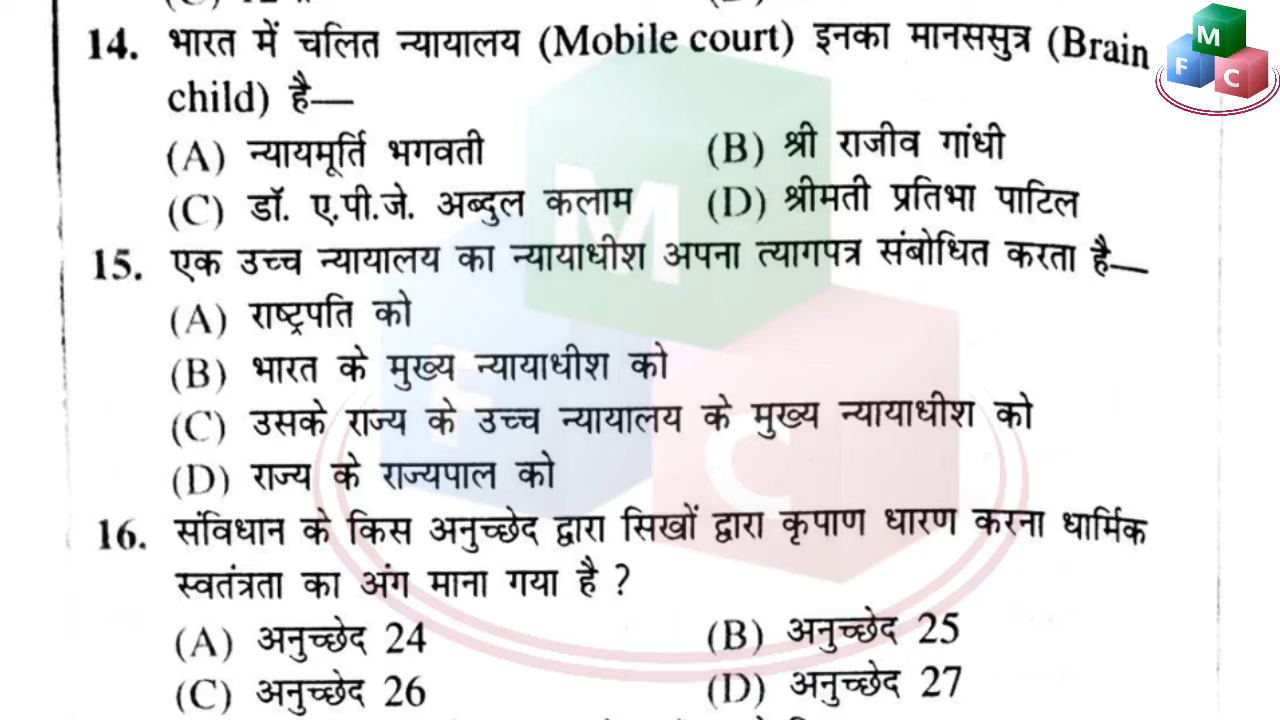 14. भारत में चलित न्यायालय (Mobile court) इनका मानससुत्र (Brain
child) है—
(A) न्यायमूर्ति भगवती (B) श्री राजीव गांधी
(C) डॉ. ए.पी.जे. अब्दुल कलाम (D) श्रीमती प्रतिभा पाटिल
15. एक उच्च न्यायालय का न्यायाधीश अपना त्यागपत्र संबोधित करता है—
(A) राष्ट्रपति को
(B) भारत के मुख्य न्यायाधीश को
(C) उसके राज्य के उच्च न्यायालय के मुख्य न्यायाधीश को
(D) राज्य के राज्यपाल को
16. संविधान के किस अनुच्छेद द्वारा सिखों द्वारा कृपाण धारण करना धार्मिक
स्वतंत्रता का अंग माना गया है ?
(A) अनुच्छेद 24 (B) अनुच्छेद 25
(C) अनुच्छेद 26 (D) अनुच्छेद 27
M
F C
M
F C